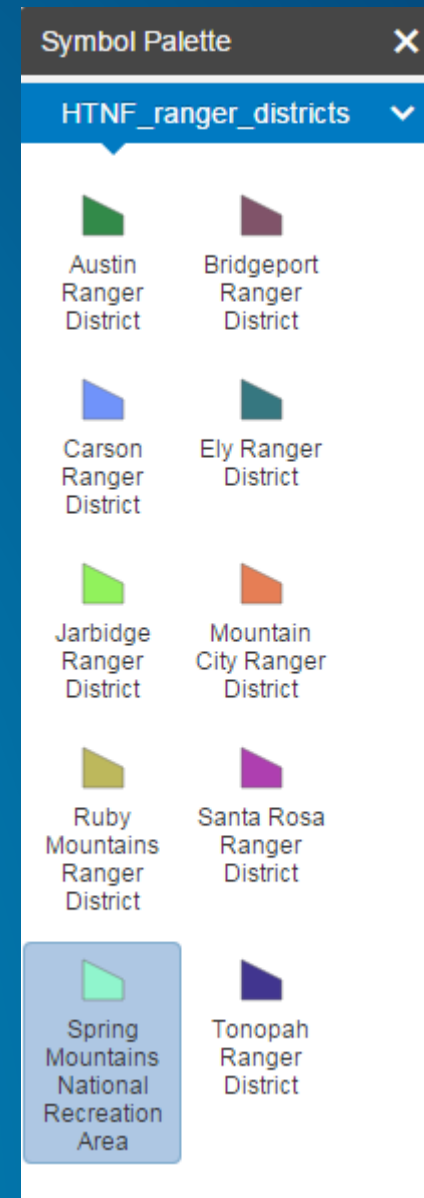 Symbol Palette
HTNF_ranger_districts
Austin
Ranger
District
Bridgeport
Ranger
District
Carson
Ranger
District
Ely Ranger
District
Jarbidge
Ranger
District
Mountain
City Ranger
District
Ruby
Mountains
Ranger
District
Santa Rosa
Ranger
District
Spring
Mountains
National
Recreation
Area
Tonopah
Ranger
District